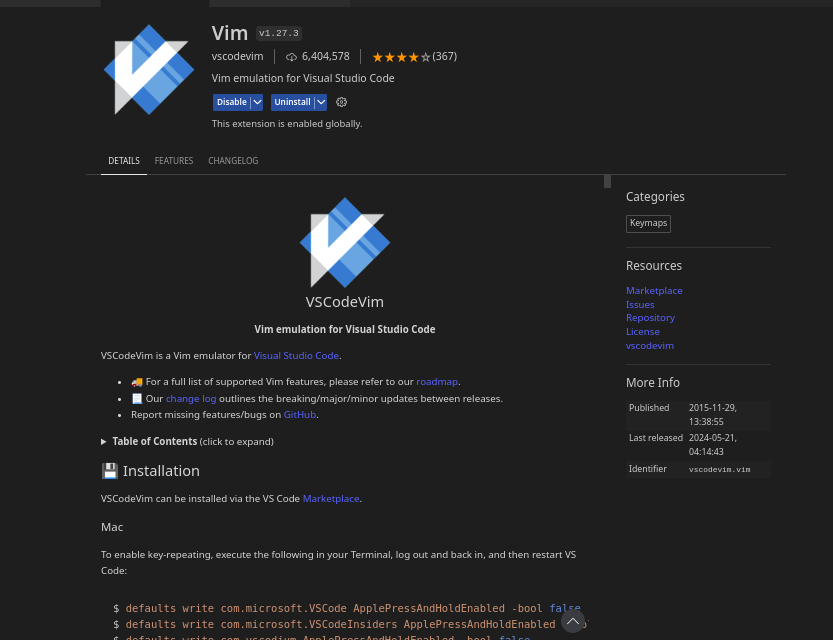 Vim v1.27.3
vscodevim 6,404,578 (367)
Vim emulation for Visual Studio Code
Disable Uninstall
This extension is enabled globally.
DETAILS FEATURES CHANGELOG
VSCodeVim
Vim emulation for Visual Studio Code
VSCodeVim is a Vim emulator for Visual Studio Code.
🚚 For a full list of supported Vim features, please refer to our roadmap.
📃 Our change log outlines the breaking/major/minor updates between releases.
Report missing features/bugs on GitHub.
Table of Contents (click to expand)
💾 Installation
VSCodeVim can be installed via the VS Code Marketplace.
Mac
To enable key-repeating, execute the following in your Terminal, log out and back in, and then restart VS
Code:
$ defaults write com.microsoft.VSCode ApplePressAndHoldEnabled -bool false
$ defaults write com.microsoft.VSCodeInsiders ApplePressAndHoldEnabled
$ defaults write com.vscodium ApplePressAndHoldEnabled -bool false
Categories
Keymaps
Resources
Marketplace
Issues
Repository
License
vscodevim
More Info
Published 2015-11-29,
13:38:55
Last released 2024-05-21,
04:14:43
Identifier vscodevim.vim